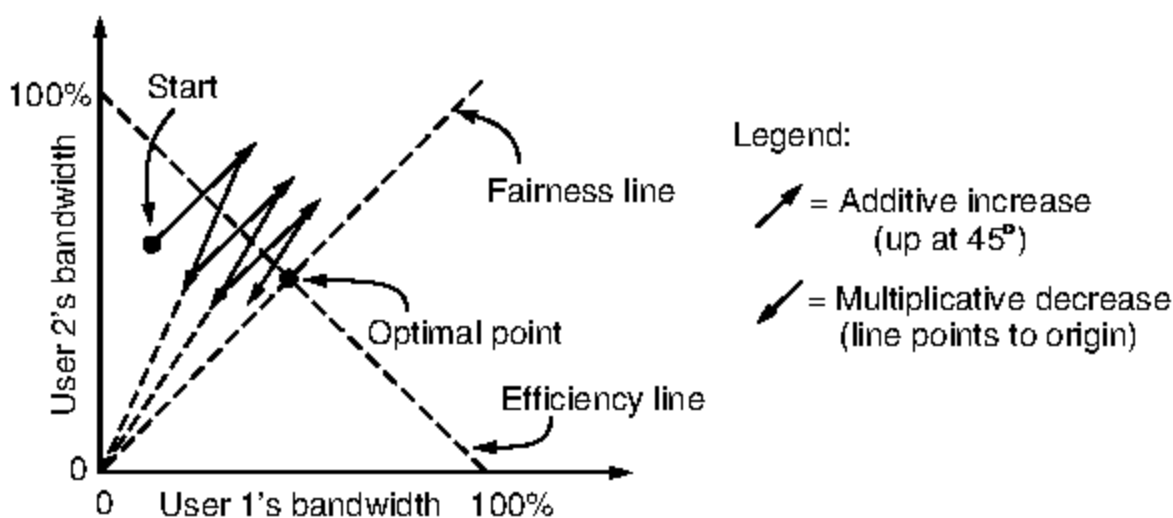 100%
Start
User 2's bandwidth
Fairness line
Optimal point
Efficiency line
0
0
User 1's bandwidth
100%
Legend:
= Additive increase
(up at 45°)
= Multiplicative decrease
(line points to origin)